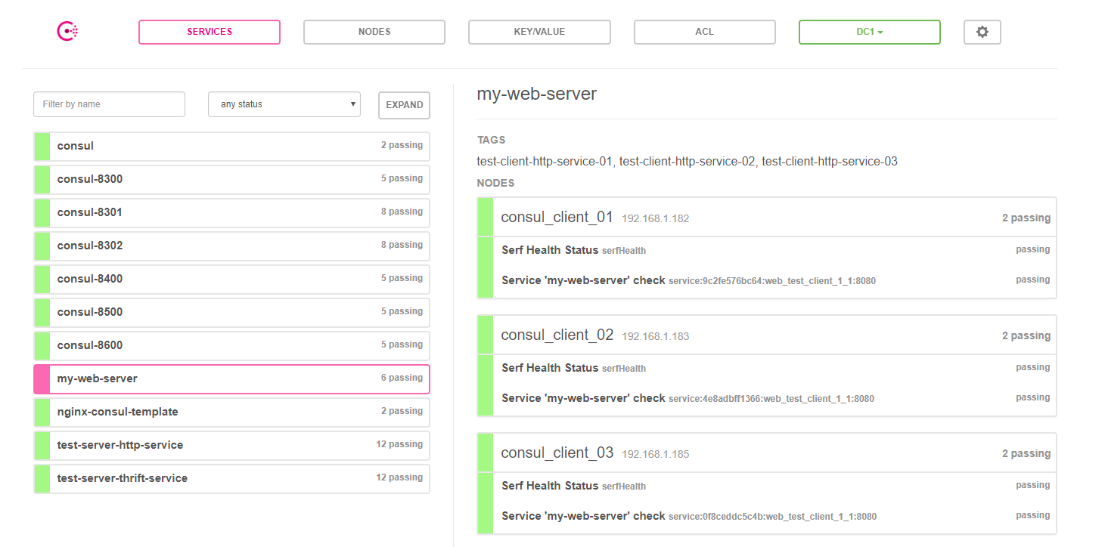 SERVICES NODES KEY/VALUE ACL DC1
Filter by name any status EXPAND
consul 2 passing
consul-8300 5 passing
consul-8301 8 passing
consul-8302 8 passing
consul-8400 5 passing
consul-8500 5 passing
consul-8600 5 passing
my-web-server 6 passing
nginx-consul-template 2 passing
test-server-http-service 12 passing
test-server-thrift-service 12 passing
my-web-server
TAGS
test-client-http-service-01, test-client-http-service-02, test-client-http-service-03
NODES
consul_client_01 192.168.1.182 2 passing
Serf Health Status serfHealth passing
Service 'my-web-server' check service:9c2fe576bc64:web_test_client_1_1:8080 passing
consul_client_02 192.168.1.183 2 passing
Serf Health Status serfHealth passing
Service 'my-web-server' check service:4e8adbff1366:web_test_client_1_1:8080 passing
consul_client_03 192.168.1.185 2 passing
Serf Health Status serfHealth passing
Service 'my-web-server' check service:0f8ceddc5c4b:web_test_client_1_1:8080 passing